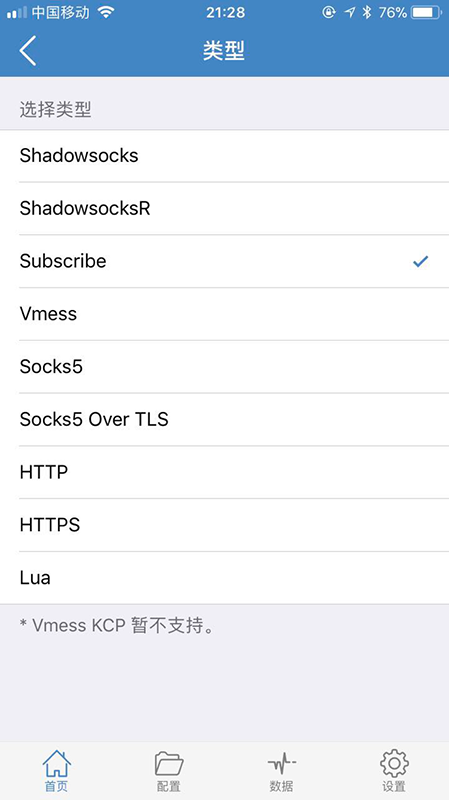 中国移动 21:28 76%
类型
选择类型
Shadowsocks
ShadowsocksR
Subscribe
Vmess
Socks5
Socks5 Over TLS
HTTP
HTTPS
Lua
* Vmess KCP 暂不支持。
首页 配置 数据 设置